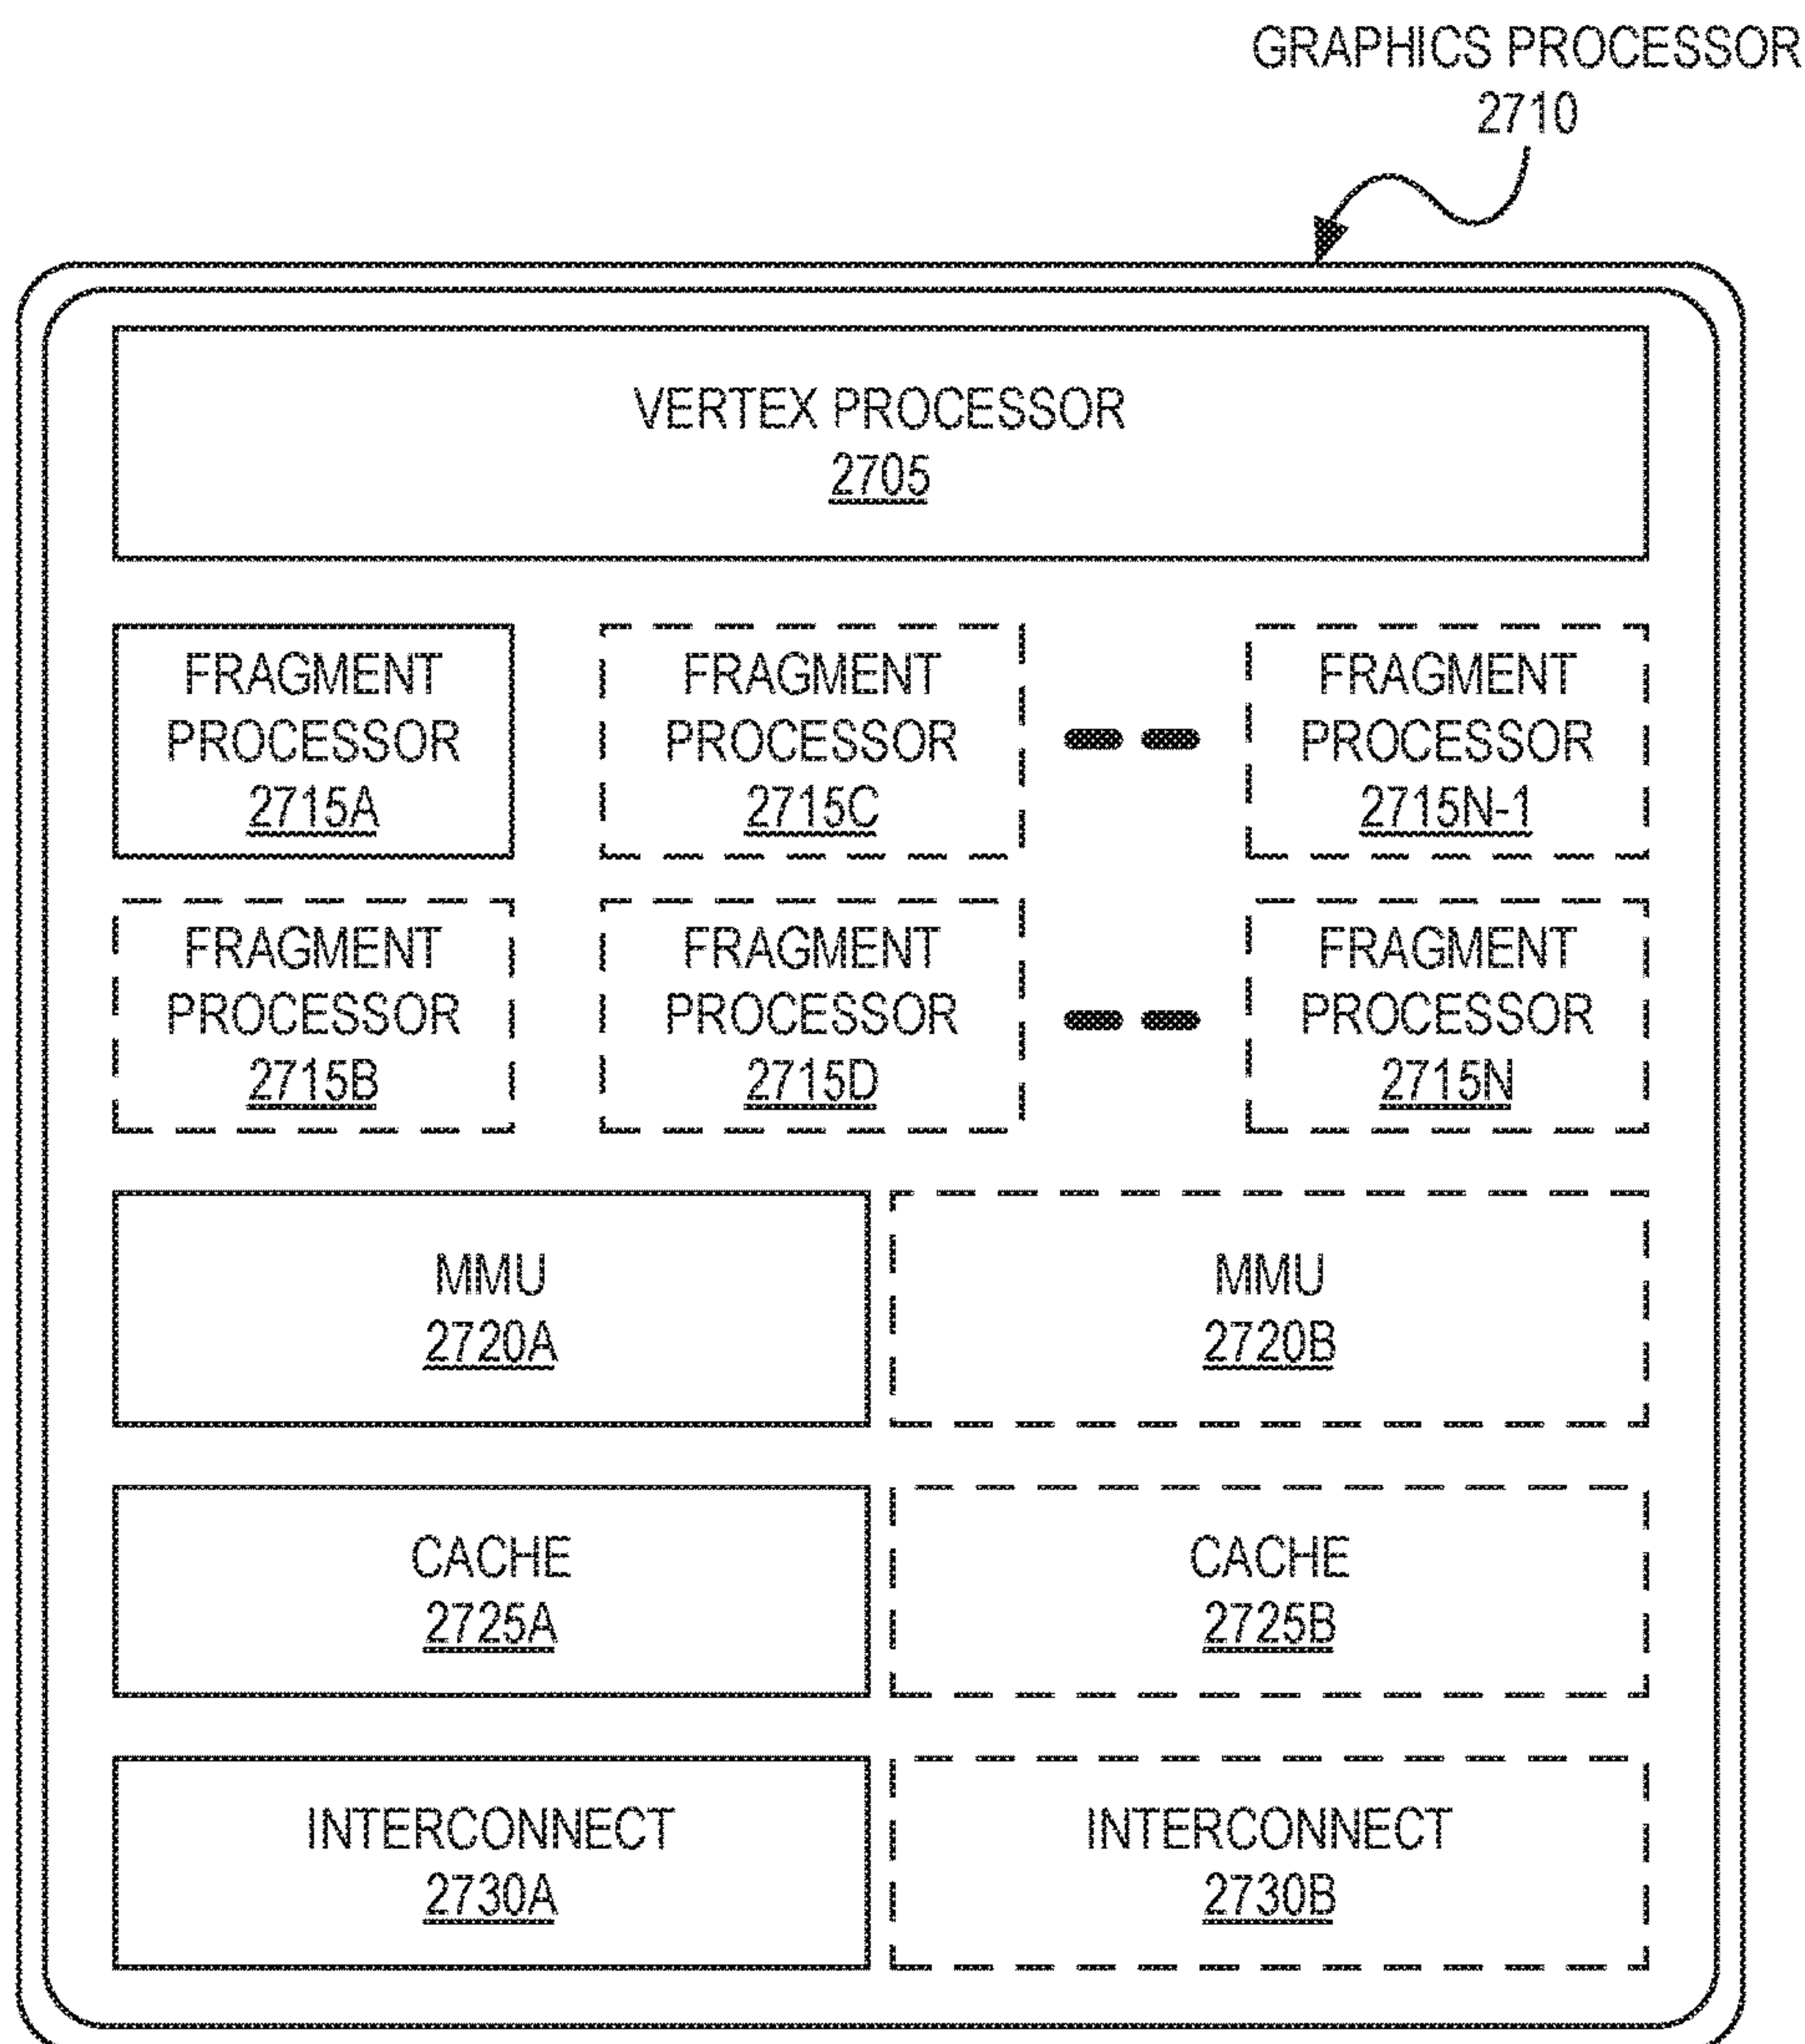 GRAPHICS PROCESSOR
2710
VERTEX PROCESSOR
2705
FRAGMENT
PROCESSOR
2715A
FRAGMENT
PROCESSOR
2715C
FRAGMENT
PROCESSOR
2715N-1
FRAGMENT
PROCESSOR
2715B
FRAGMENT
PROCESSOR
2715D
FRAGMENT
PROCESSOR
2715N
MMU
2720A
MMU
2720B
CACHE
2725A
CACHE
2725B
INTERCONNECT
2730A
INTERCONNECT
2730B